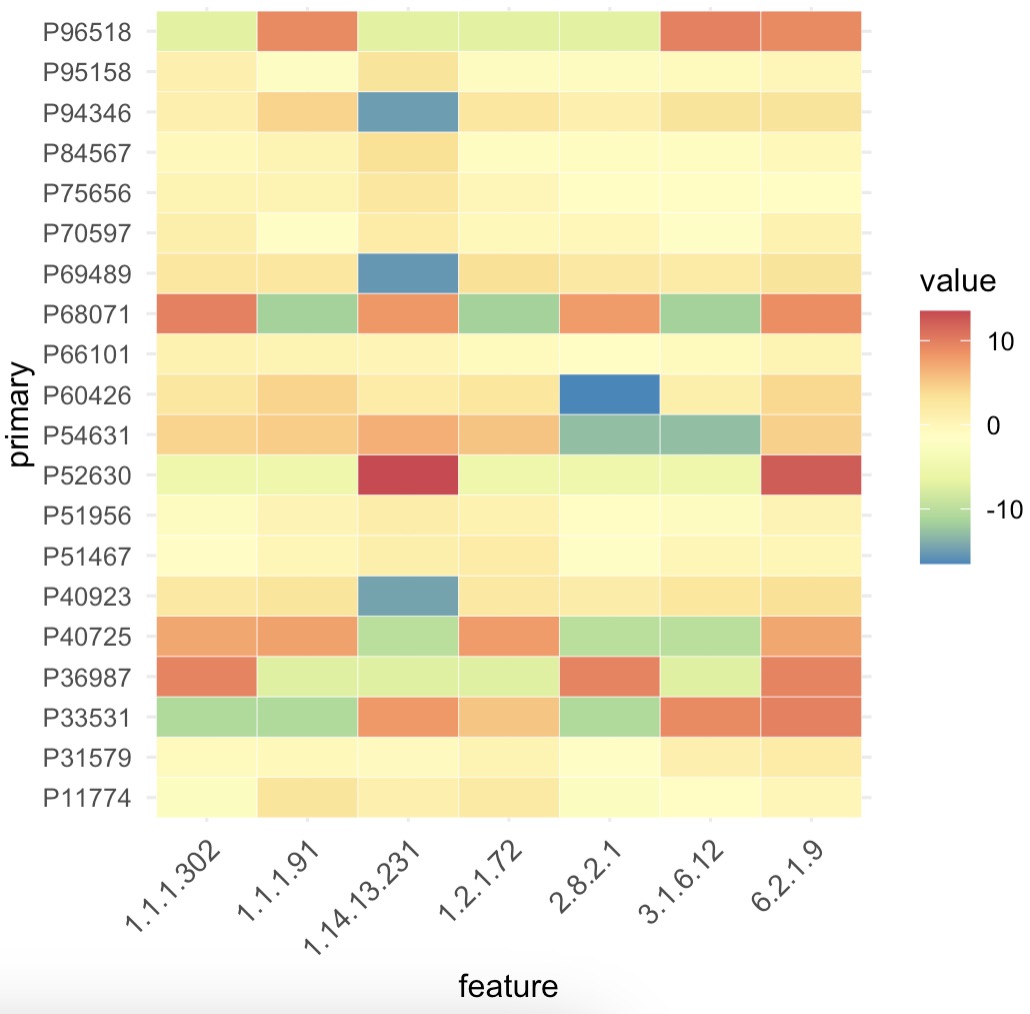 P96518
P95158
P94346
P84567
P75656
P70597
P69489
P68071
P66101
P60426
P54631
P52630
P51956
P51467
P40923
P40725
P36987
P33531
P31579
P11774
primary
1.1.1.302
1.1.1.91
1.14.13.231
1.2.1.72
2.8.2.1
3.1.6.12
6.2.1.9
feature
value
10
0
-10